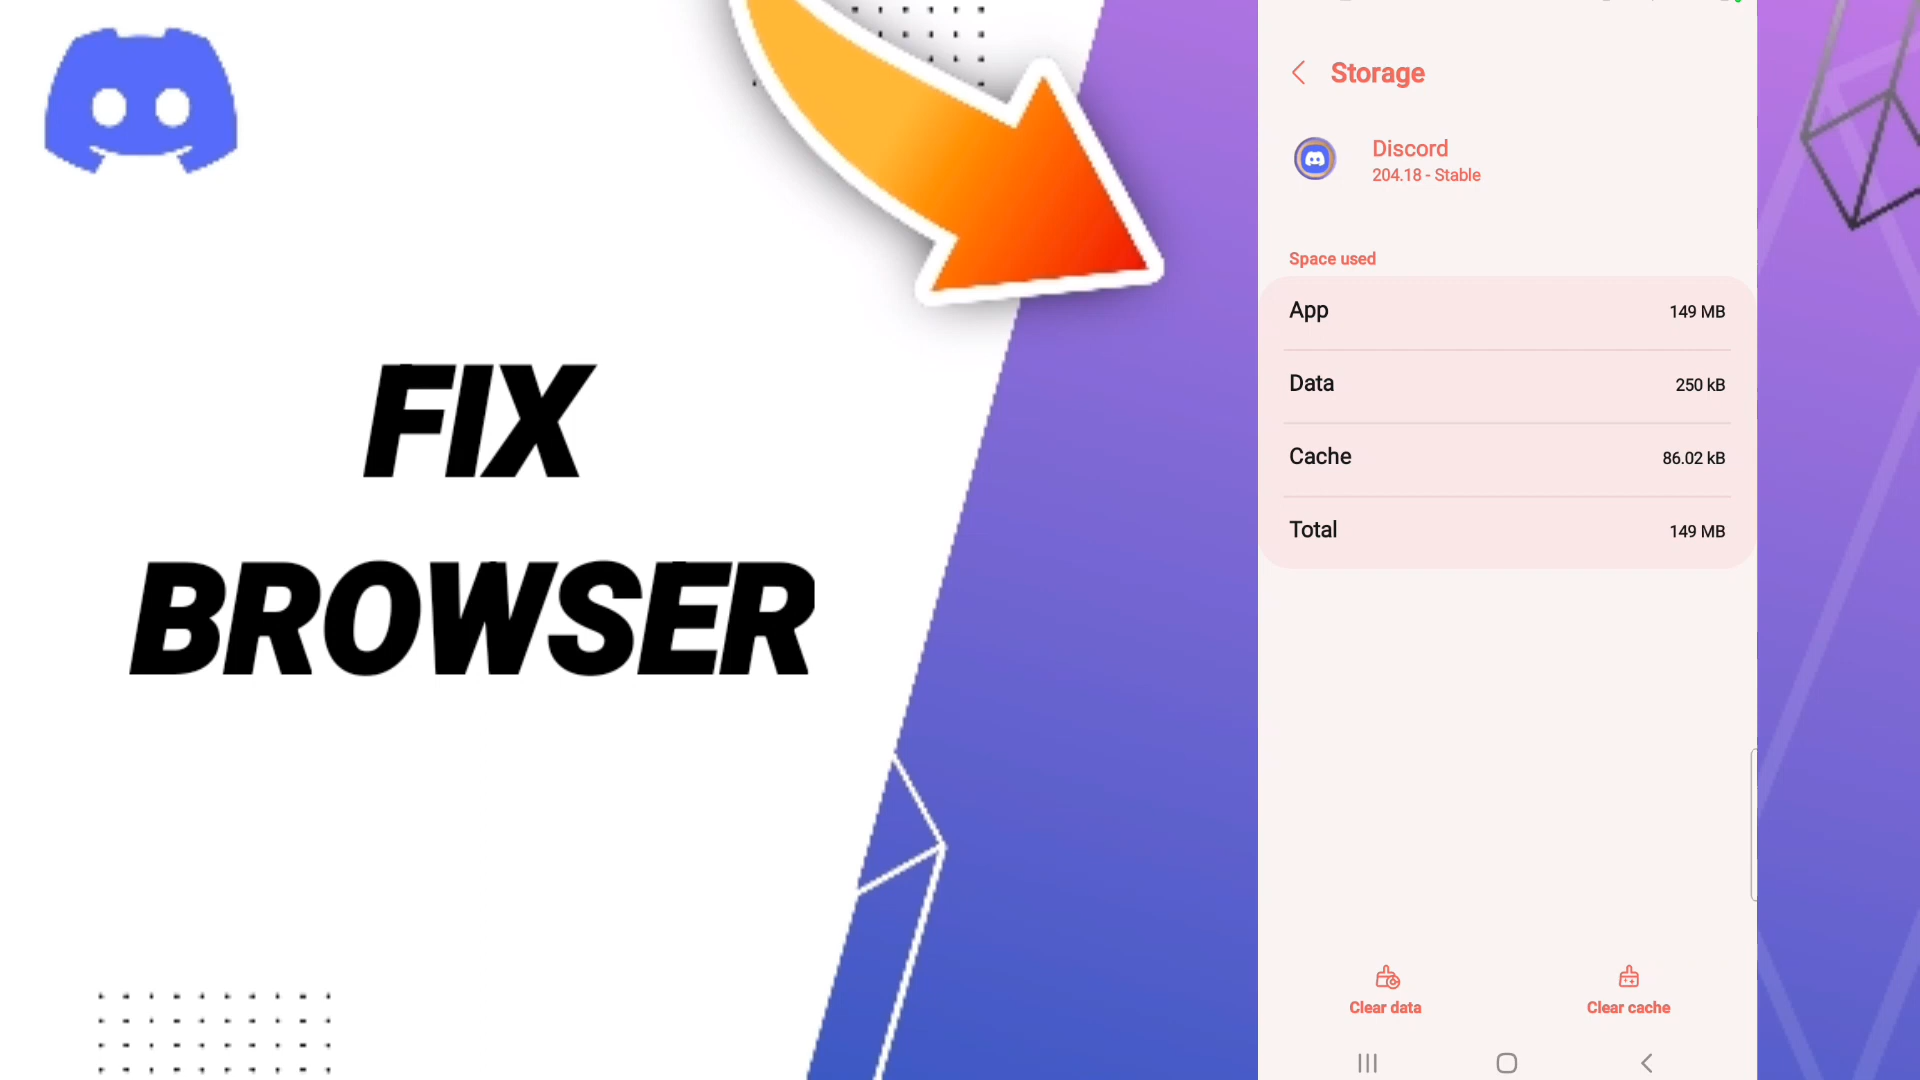 FIX
BROWSER
Storage
Discord
204.18 - Stable
Space used
App 149 MB
Data 250 kB
Cache 86.02 kB
Total 149 MB
Clear data
Clear cache